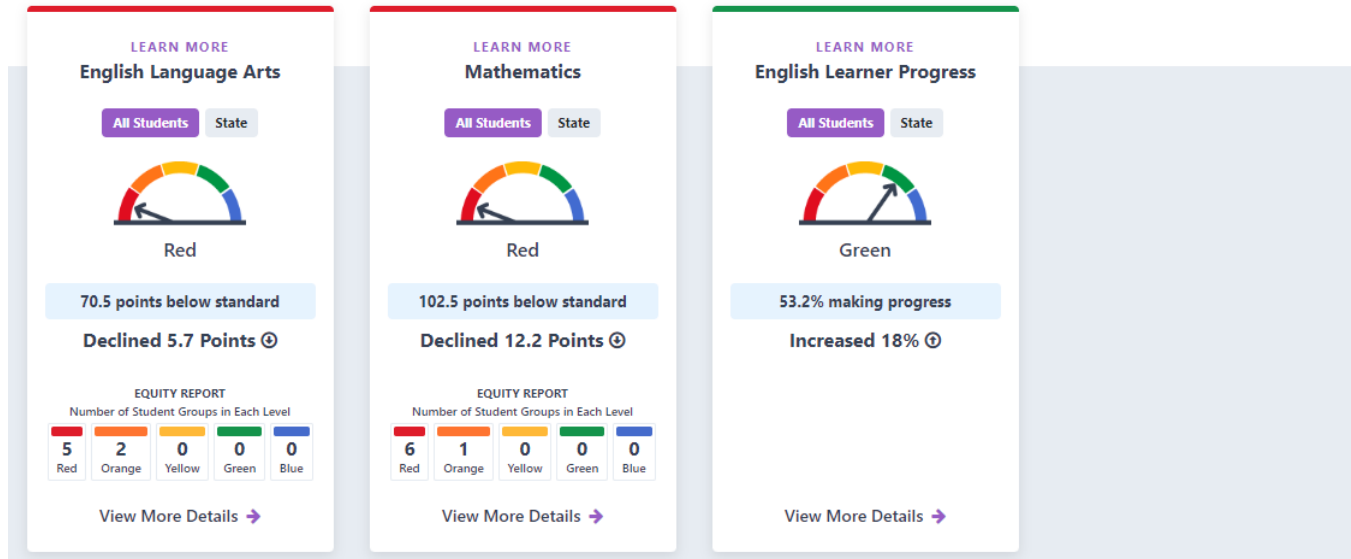 LEARN MORE
English Language Arts
All Students State
Red
70.5 points below standard
Declined 5.7 Points
EQUITY REPORT
Number of Student Groups in Each Level
5 2 0 0 0
Red Orange Yellow Green Blue
View More Details
LEARN MORE
Mathematics
All Students State
Red
102.5 points below standard
Declined 12.2 Points
EQUITY REPORT
Number of Student Groups in Each Level
6 1 0 0 0
Red Orange Yellow Green Blue
View More Details
LEARN MORE
English Learner Progress
All Students State
Green
53.2% making progress
Increased 18%
View More Details